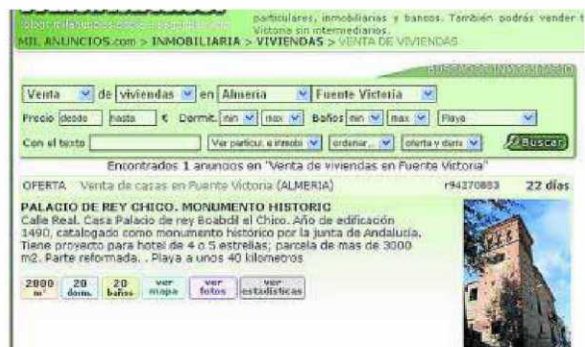 particulares, inmobiliarias y bancos. También podrás vender t
Victoria sin intermediarios.
MIL ANUNCIOS.com > INMOBILIARIA > VIVIENDAS > VENTA DE VIVIENDAS
Venta de viviendas en Almería Fuente Victoria
Precio desde hasta € Dormit. min max Baños min max Playa
Con el texto Ver particul. e inmobi ordenar... oferta y dem Buscar
Encontrados 1 anuncios en "Venta de viviendas en Fuente Victoria"
OFERTA Venta de casas en Fuente Victoria (ALMERIA) r94270883 22 días
PALACIO DE REY CHICO. MONUMENTO HISTORIC
Calle Real. Casa Palacio de rey Boabdil el Chico. Año de edificación
1490, catalogado como monumento histórico por la junta de Andalucía.
Tiene proyecto para hotel de 4 o 5 estrellas; parcela de mas de 3000
m2. Parte reformada. . Playa a unos 40 kilometros
2800 m² 20 dorm. 20 baños ver mapa ver fotos ver estadísticas